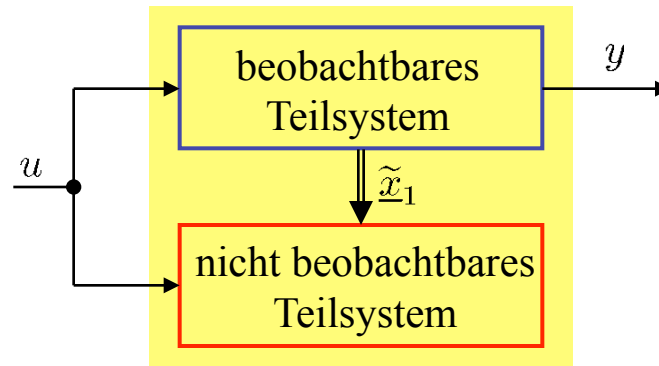 beobachtbares
Teilsystem
y
u
x̲̃₁
nicht beobachtbares
Teilsystem